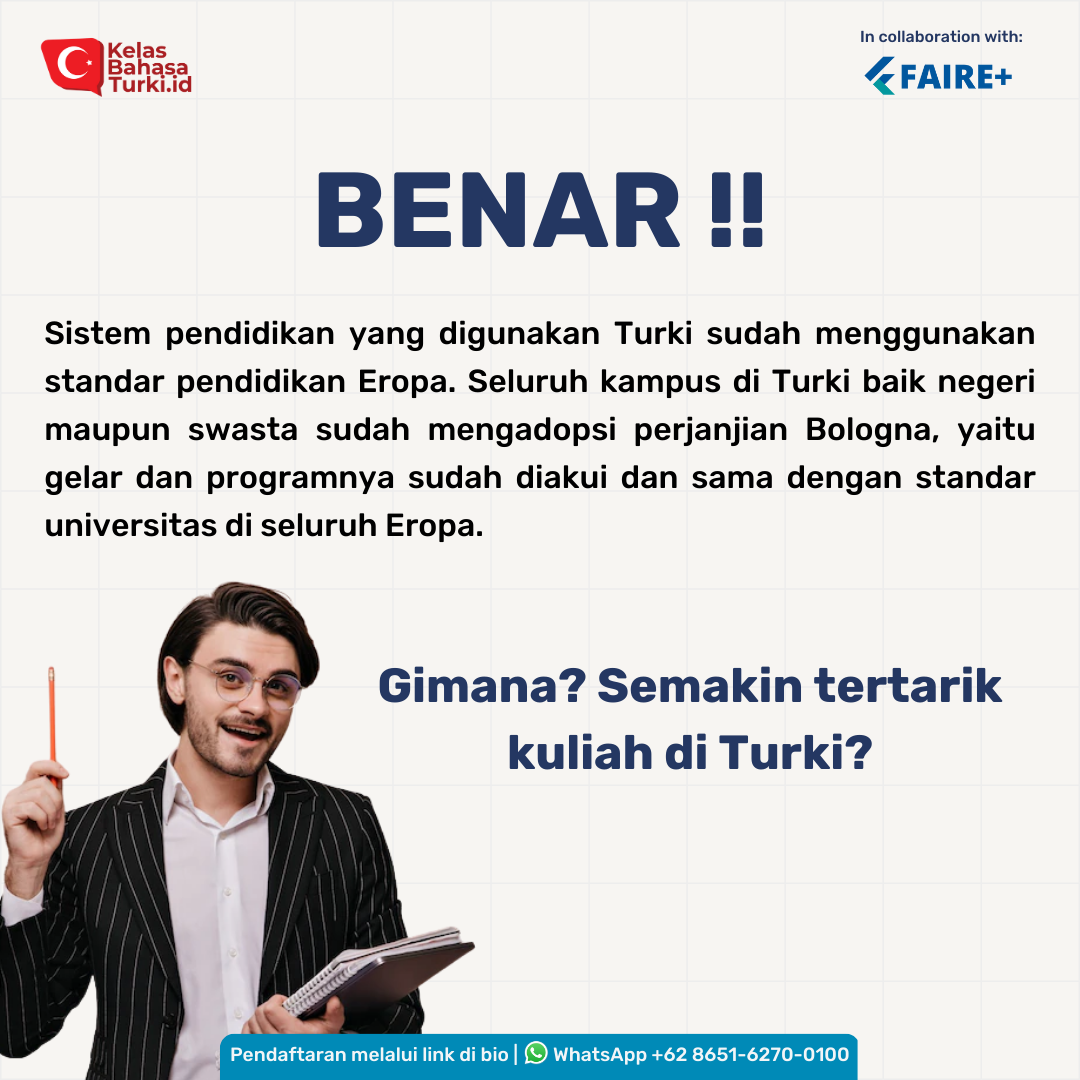 Kelas
Bahasa
Turki.id
In collaboration with:
FAIRE+
BENAR !!
Sistem pendidikan yang digunakan Turki sudah menggunakan
standar pendidikan Eropa. Seluruh kampus di Turki baik negeri
maupun swasta sudah mengadopsi perjanjian Bologna, yaitu
gelar dan programnya sudah diakui dan sama dengan standar
universitas di seluruh Eropa.
Gimana? Semakin tertarik
kuliah di Turki?
Pendaftaran melalui link di bio | WhatsApp +62 8651-6270-0100